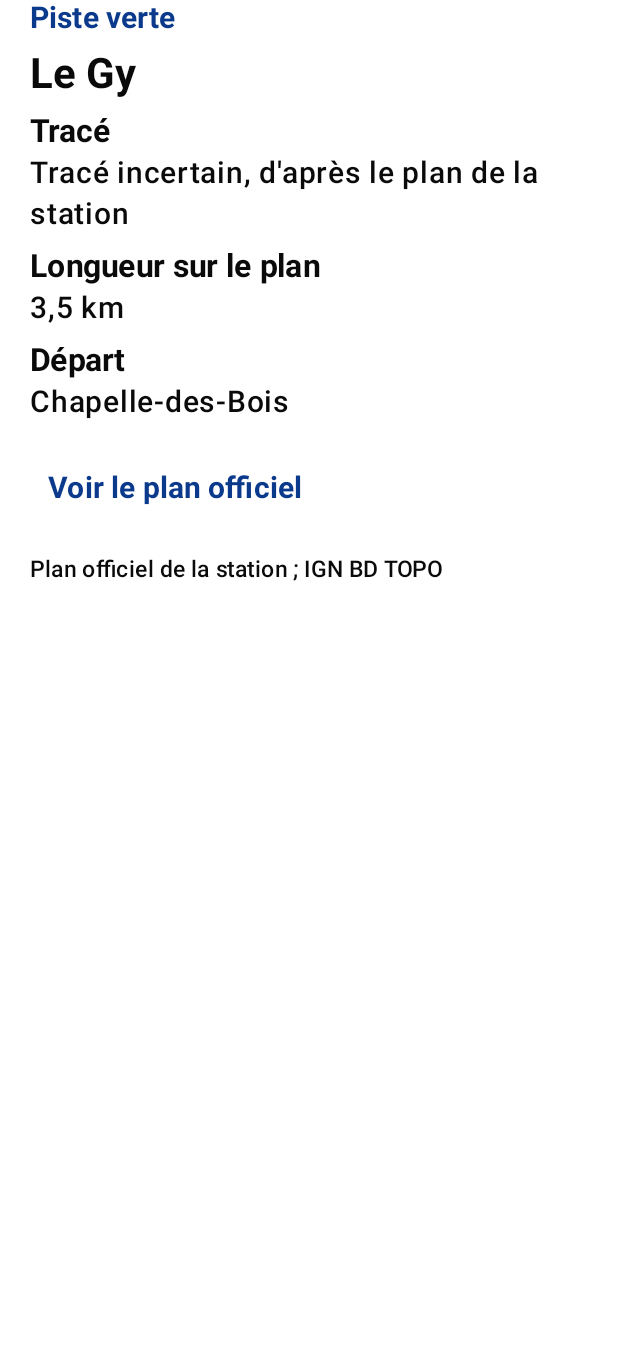 Piste verte
Le Gy
Tracé
Tracé incertain, d'après le plan de la
station
Longueur sur le plan
3,5 km
Départ
Chapelle-des-Bois
Voir le plan officiel
Plan officiel de la station ; IGN BD TOPO